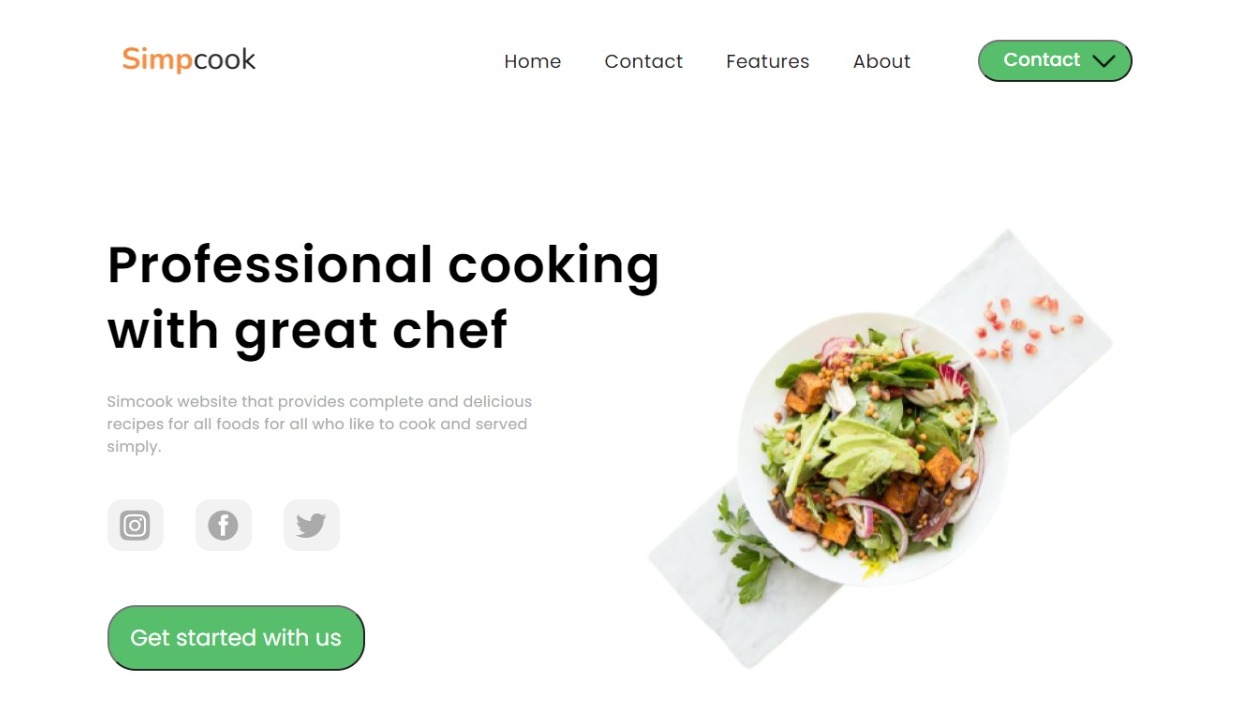 Simpcook
Home
Contact
Features
About
Contact
Professional cooking
with great chef
Simcook website that provides complete and delicious
recipes for all foods for all who like to cook and served
simply.
Get started with us